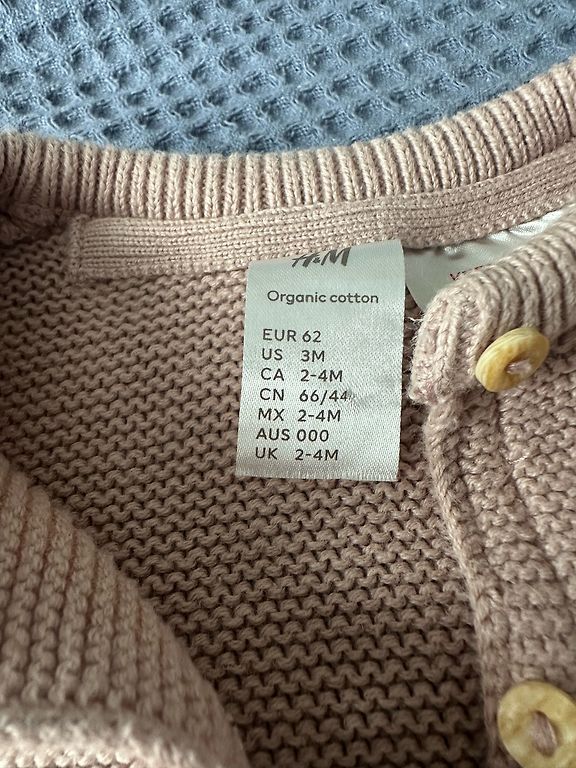 H&M
Organic cotton
EUR 62
US 3M
CA 2-4M
CN 66/44
MX 2-4M
AUS 000
UK 2-4M